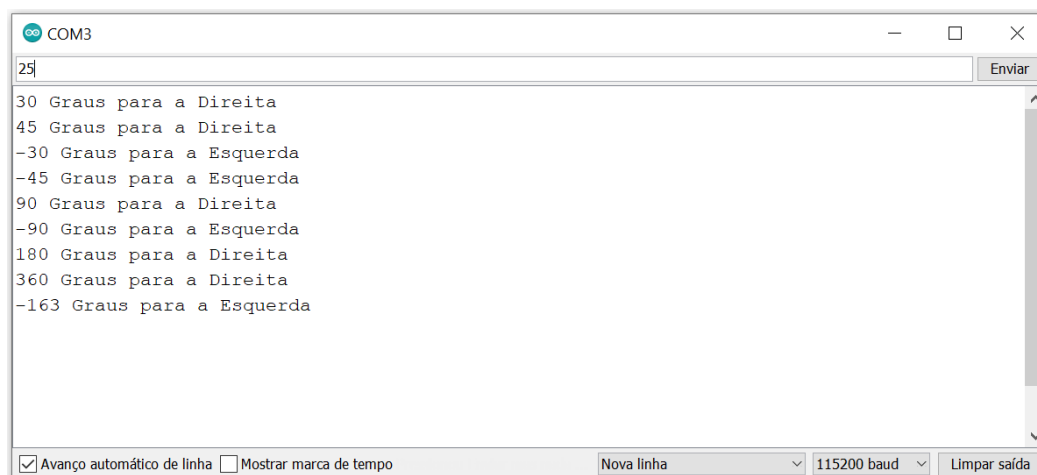 COM3
25
Enviar
30 Graus para a Direita
45 Graus para a Direita
-30 Graus para a Esquerda
-45 Graus para a Esquerda
90 Graus para a Direita
-90 Graus para a Esquerda
180 Graus para a Direita
360 Graus para a Direita
-163 Graus para a Esquerda
Avanço automático de linha Mostrar marca de tempo Nova linha 115200 baud Limpar saída